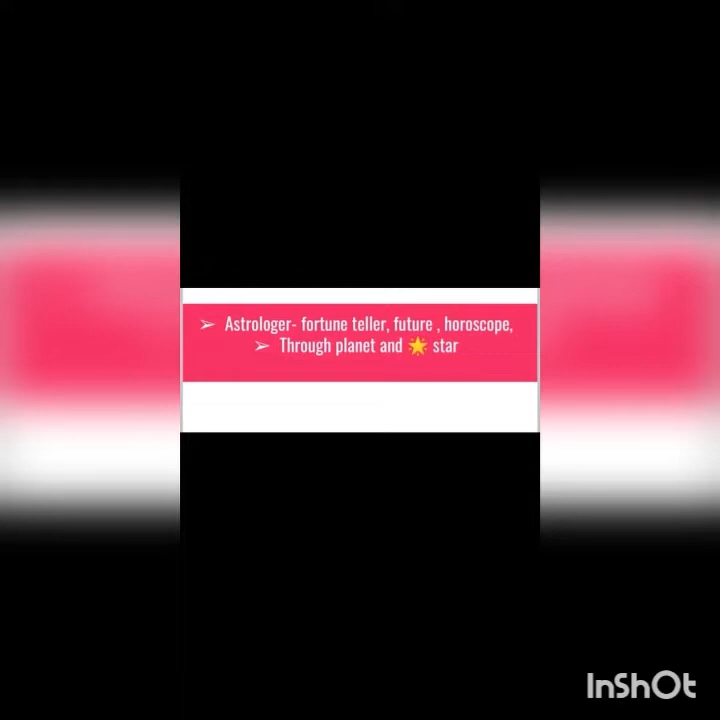 ➢ Astrologer- fortune teller, future , horoscope,
➢ Through planet and 🌟 star
InShOt